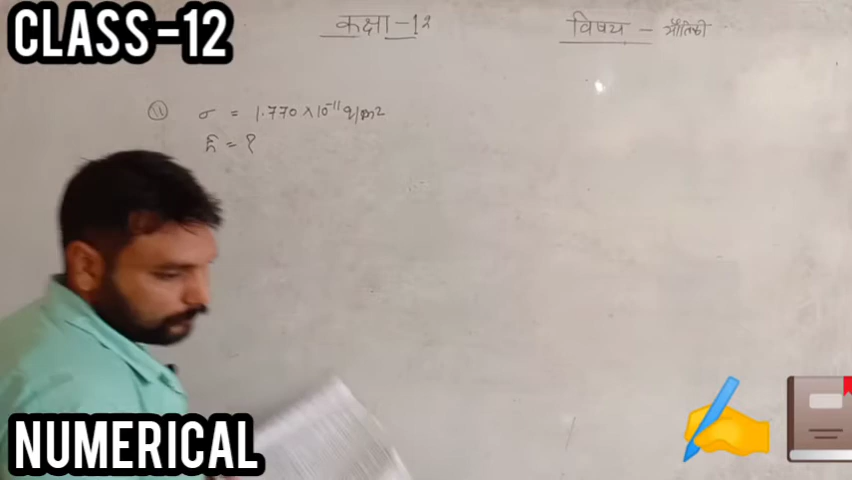 CLASS=12
कक्षा-12
विषय - भौतिकी
(11) σ = 1.770×10⁻¹¹ q/m²
E = ?
NUMERICAL